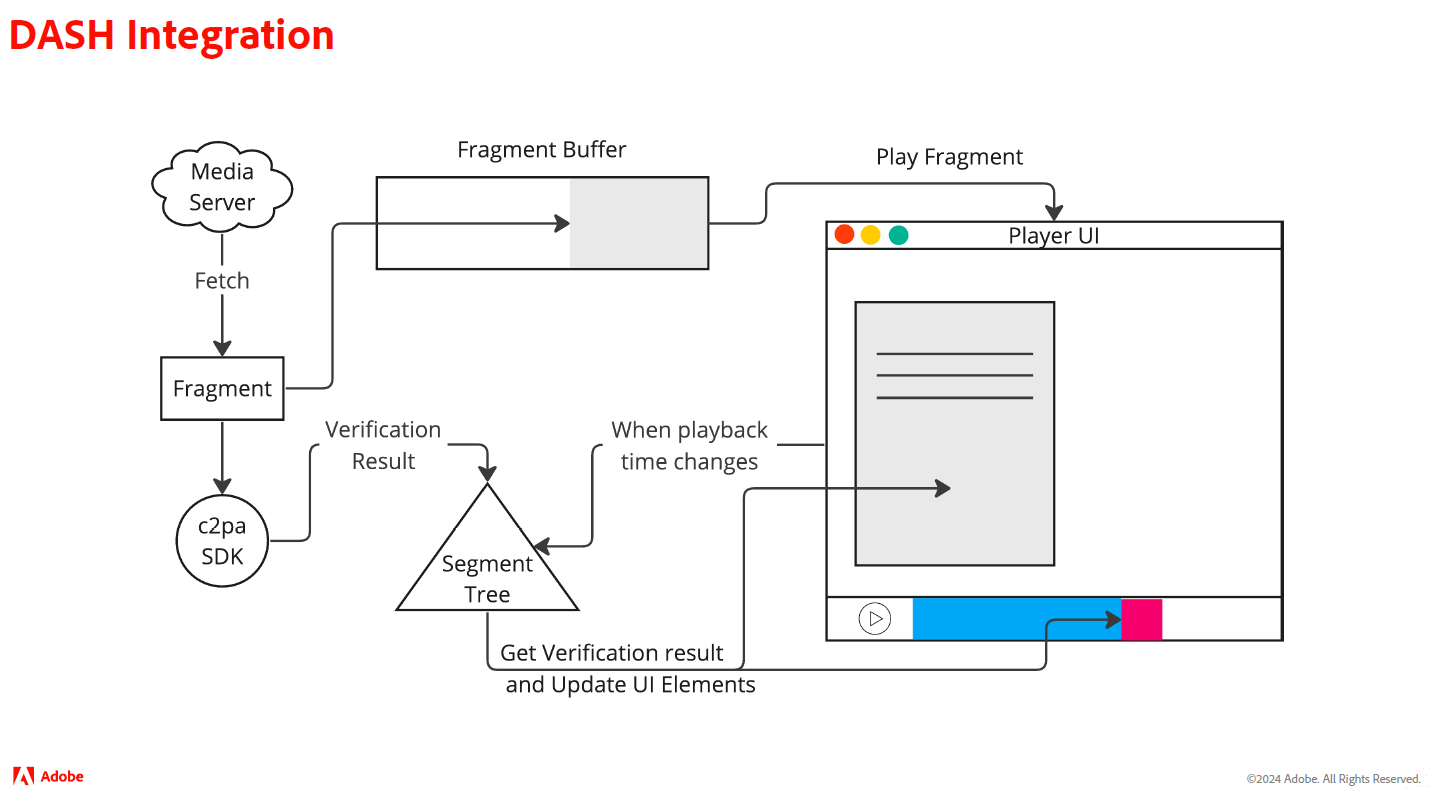 DASH Integration
Fragment Buffer
Play Fragment
Media
Server
Player UI
Fetch
Fragment
Verification
Result
When playback
time changes
c2pa
SDK
Segment
Tree
Get Verification result
and Update UI Elements
Adobe
©2024 Adobe. All Rights Reserved.